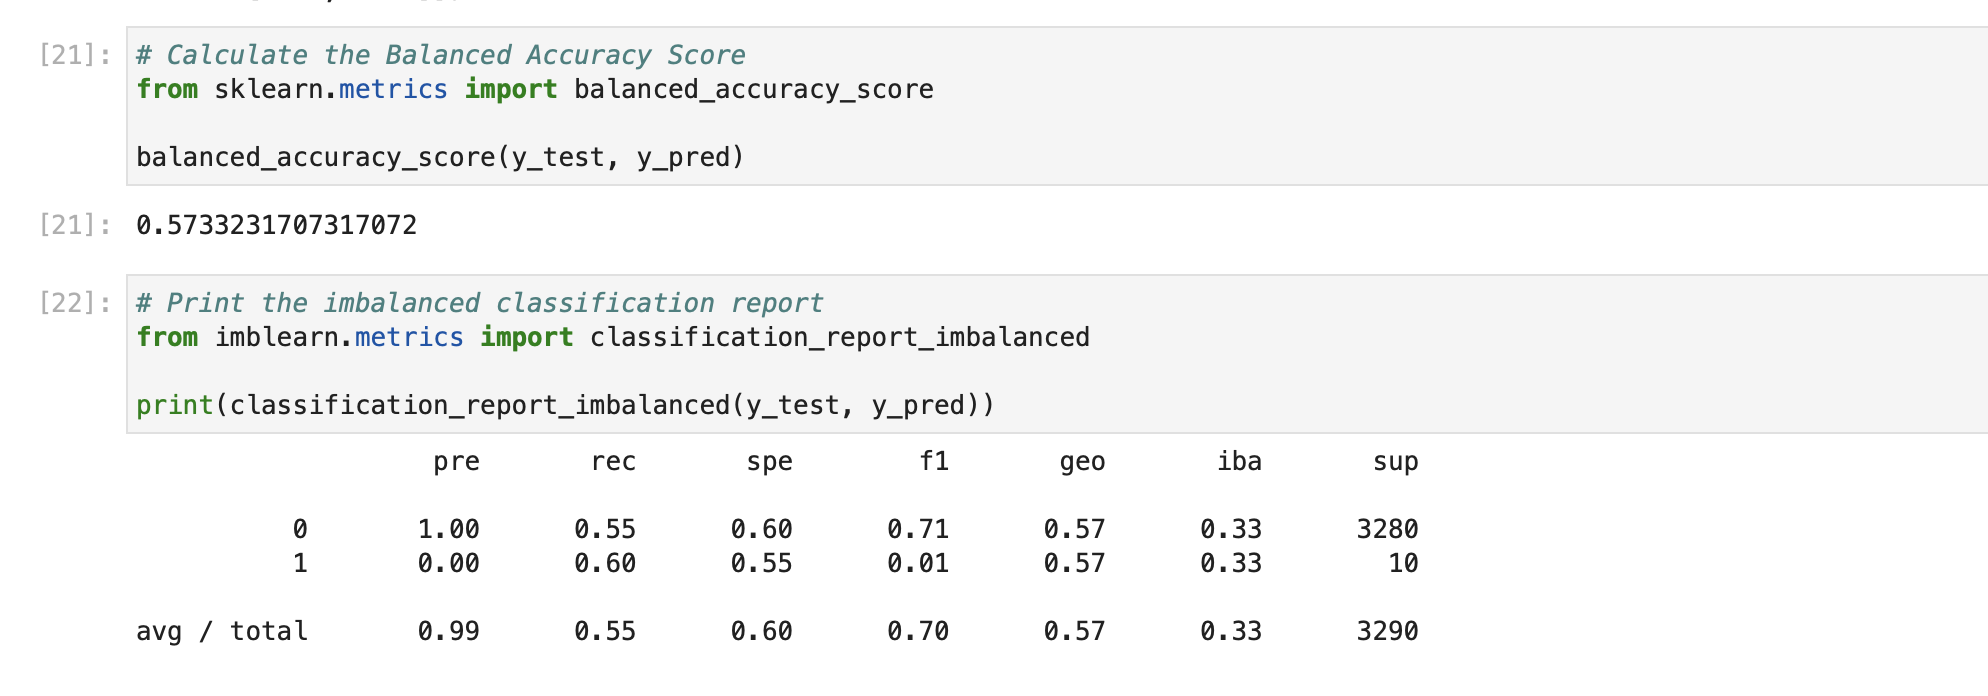 [21]: # Calculate the Balanced Accuracy Score
from sklearn.metrics import balanced_accuracy_score
balanced_accuracy_score(y_test, y_pred)
[21]: 0.5733231707317072
[22]: # Print the imbalanced classification report
from imblearn.metrics import classification_report_imbalanced
print(classification_report_imbalanced(y_test, y_pred))
pre rec spe f1 geo iba sup
0 1.00 0.55 0.60 0.71 0.57 0.33 3280
1 0.00 0.60 0.55 0.01 0.57 0.33 10
avg / total 0.99 0.55 0.60 0.70 0.57 0.33 3290